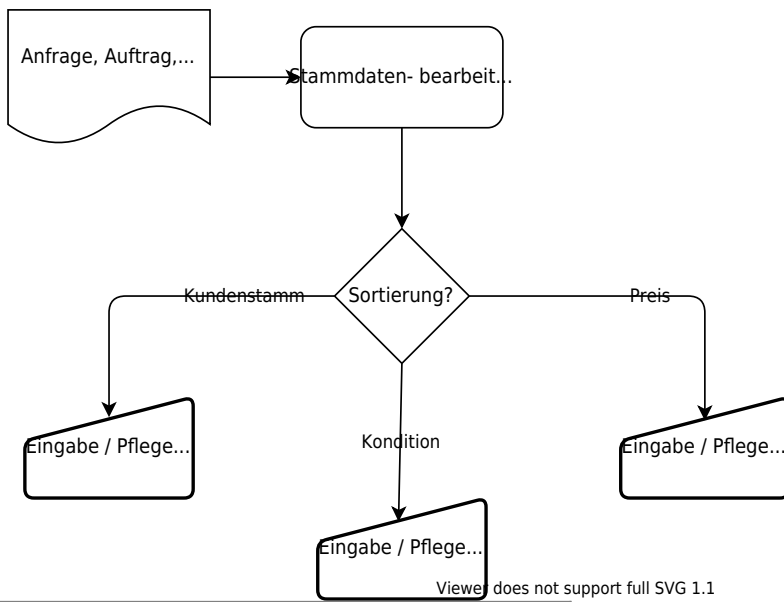 Anfrage, Auftrag,...
Stammdaten- bearbeit...
Kundenstamm
Sortierung?
Preis
Eingabe / Pflege...
Kondition
Eingabe / Pflege...
Eingabe / Pflege...
Viewer does not support full SVG 1.1